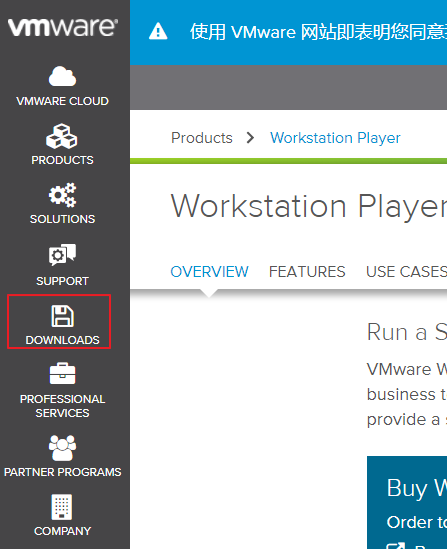 vmware
使用 VMware 网站即表明您同意
VMWARE CLOUD
PRODUCTS
SOLUTIONS
SUPPORT
DOWNLOADS
PROFESSIONAL
SERVICES
PARTNER PROGRAMS
COMPANY
Products > Workstation Player
Workstation Player
OVERVIEW FEATURES USE CASES
Run a S
VMware W
business t
provide a s
Buy W
Order to